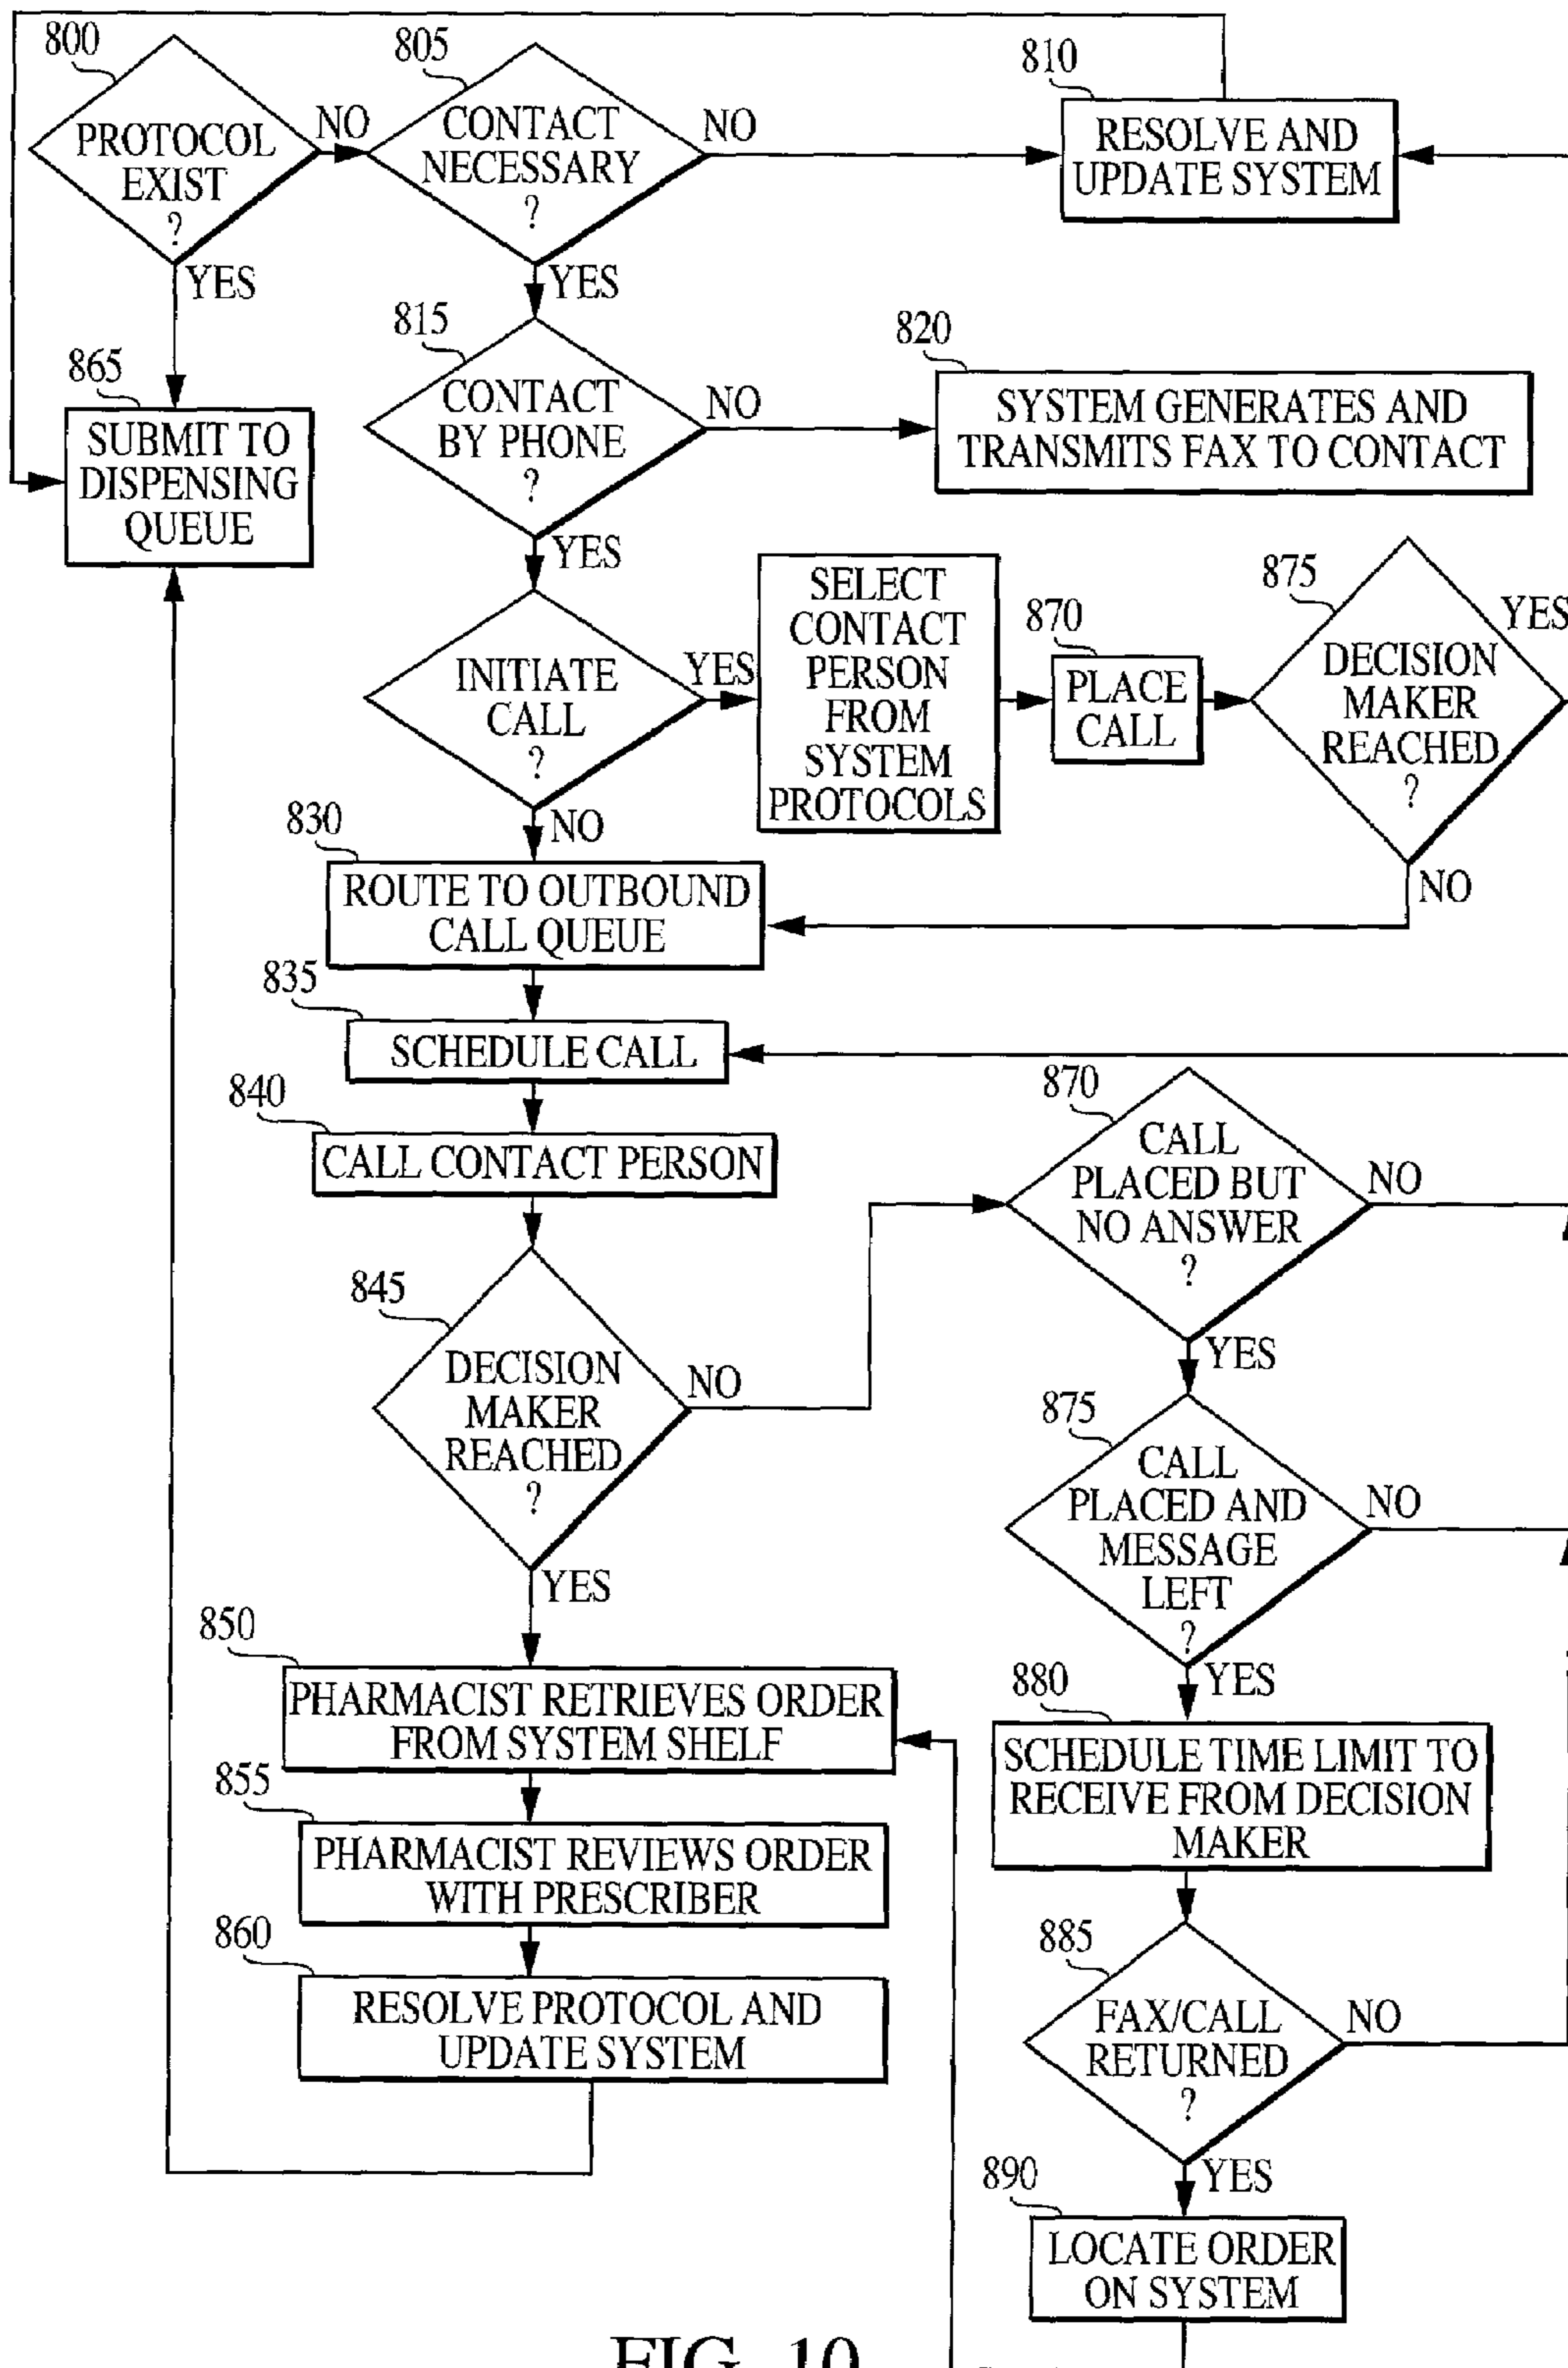 800
PROTOCOL
EXIST
?
NO
YES
805
CONTACT
NECESSARY
?
NO
YES
810
RESOLVE AND
UPDATE SYSTEM
865
SUBMIT TO
DISPENSING
QUEUE
815
CONTACT
BY PHONE
?
NO
YES
820
SYSTEM GENERATES AND
TRANSMITS FAX TO CONTACT
INITIATE
CALL
?
YES
NO
SELECT
CONTACT
PERSON
FROM
SYSTEM
PROTOCOLS
870
PLACE
CALL
875
DECISION
MAKER
REACHED
?
YES
NO
830
ROUTE TO OUTBOUND
CALL QUEUE
835
SCHEDULE CALL
840
CALL CONTACT PERSON
845
DECISION
MAKER
REACHED
?
NO
YES
870
CALL
PLACED BUT
NO ANSWER
?
NO
YES
875
CALL
PLACED AND
MESSAGE
LEFT
?
NO
YES
850
PHARMACIST RETRIEVES ORDER
FROM SYSTEM SHELF
855
PHARMACIST REVIEWS ORDER
WITH PRESCRIBER
860
RESOLVE PROTOCOL AND
UPDATE SYSTEM
880
SCHEDULE TIME LIMIT TO
RECEIVE FROM DECISION
MAKER
885
FAX/CALL
RETURNED
?
NO
YES
890
LOCATE ORDER
ON SYSTEM
FIG. 10